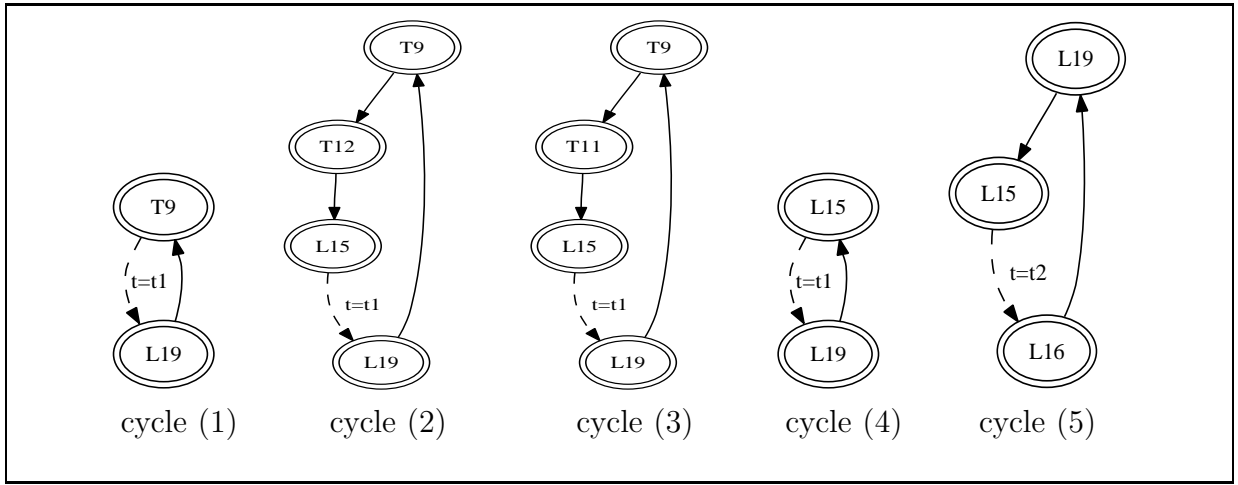 T9
t=t1
L19
cycle (1)
T9
T12
L15
t=t1
L19
cycle (2)
T9
T11
L15
t=t1
L19
cycle (3)
L15
t=t1
L19
cycle (4)
L19
L15
t=t2
L16
cycle (5)